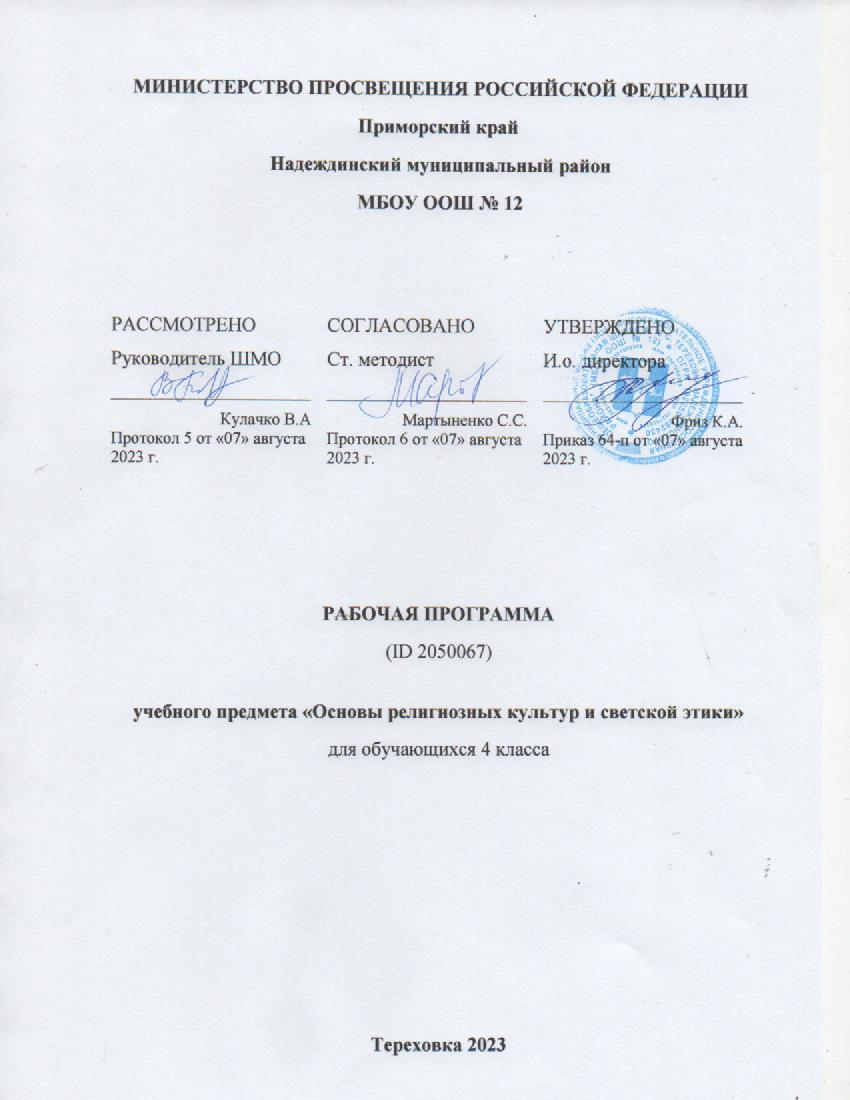 МИНИСТЕРСТВО ПРОСВЕЩЕНИЯ РОССИЙСКОЙ ФЕДЕРАЦИИ
Приморский край
Надеждинский муниципальный район
МБОУ ООШ № 12
РАССМОТРЕНО
Руководитель ШМО
Кулачко В.А
Протокол 5 от «07» августа
2023 г.
СОГЛАСОВАНО
Ст. методист
Мартыненко С.С.
Протокол 6 от «07» августа
2023 г.
УТВЕРЖДЕНО
И.о. директора
Фриз К.А.
Приказ 64-п от «07» августа
2023 г.
РАБОЧАЯ ПРОГРАММА
(ID 2050067)
учебного предмета «Основы религиозных культур и светской этики»
для обучающихся 4 класса
Тереховка 2023